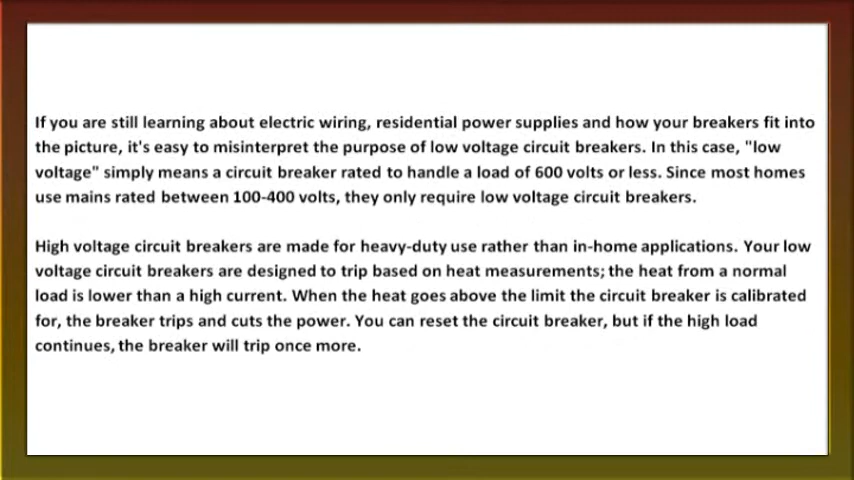 If you are still learning about electric wiring, residential power supplies and how your breakers fit into
the picture, it's easy to misinterpret the purpose of low voltage circuit breakers. In this case, "low
voltage" simply means a circuit breaker rated to handle a load of 600 volts or less. Since most homes
use mains rated between 100-400 volts, they only require low voltage circuit breakers.
High voltage circuit breakers are made for heavy-duty use rather than in-home applications. Your low
voltage circuit breakers are designed to trip based on heat measurements; the heat from a normal
load is lower than a high current. When the heat goes above the limit the circuit breaker is calibrated
for, the breaker trips and cuts the power. You can reset the circuit breaker, but if the high load
continues, the breaker will trip once more.